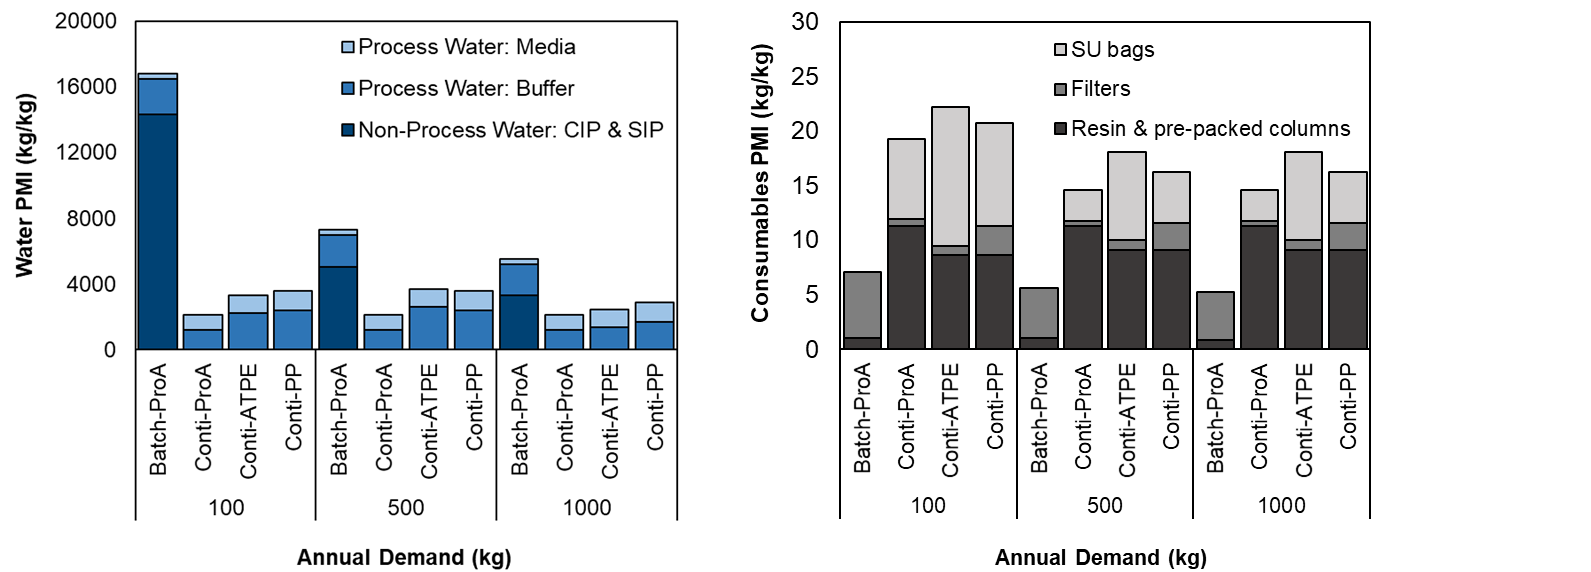 20000
16000
12000
8000
4000
0
Water PMI (kg/kg)
Process Water: Media
Process Water: Buffer
Non-Process Water: CIP & SIP
Batch-ProA
Conti-ProA
Conti-ATPE
Conti-PP
Batch-ProA
Conti-ProA
Conti-ATPE
Conti-PP
Batch-ProA
Conti-ProA
Conti-ATPE
Conti-PP
100
500
1000
Annual Demand (kg)
30
25
20
15
10
5
0
Consumables PMI (kg/kg)
SU bags
Filters
Resin & pre-packed columns
Batch-ProA
Conti-ProA
Conti-ATPE
Conti-PP
Batch-ProA
Conti-ProA
Conti-ATPE
Conti-PP
Batch-ProA
Conti-ProA
Conti-ATPE
Conti-PP
100
500
1000
Annual Demand (kg)